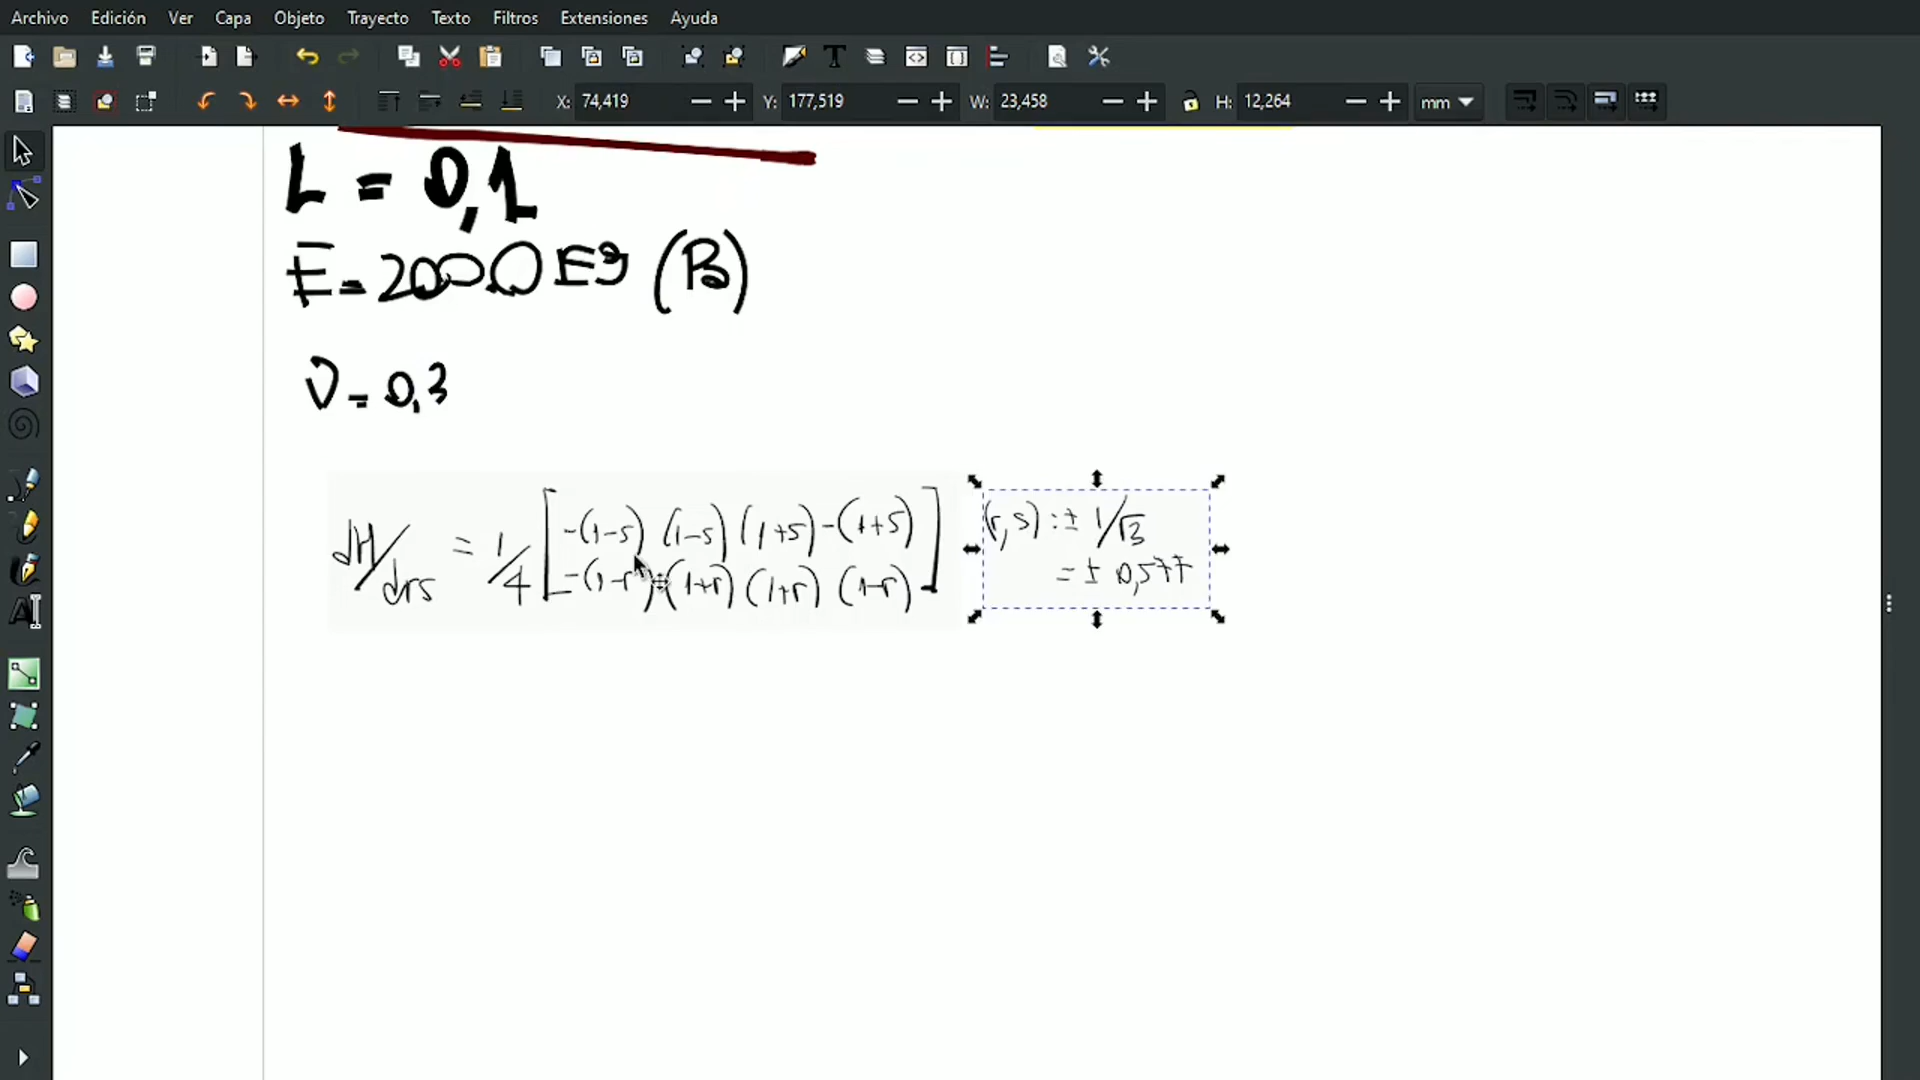 Archivo Edición Ver Capa Objeto Trayecto Texto Filtros Extensiones Ayuda
X: 74,419 Y: 177,519 W: 23,458 H: 12,264 mm
L = 0,1
E = 2000.0 E9 (Pa)
ν = 0,3
dH/drs = 1/4 [ -(1-s) (1-s) (1+s) -(1+s)
-(1-r) -(1+r) (1+r) (1-r) ]
(r,s) : ± 1/√3
= ± 0,577